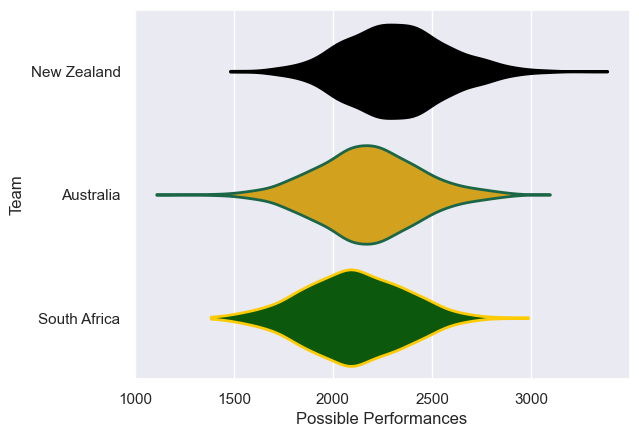 New Zealand
Australia
South Africa
Team
1000 1500 2000 2500 3000
Possible Performances